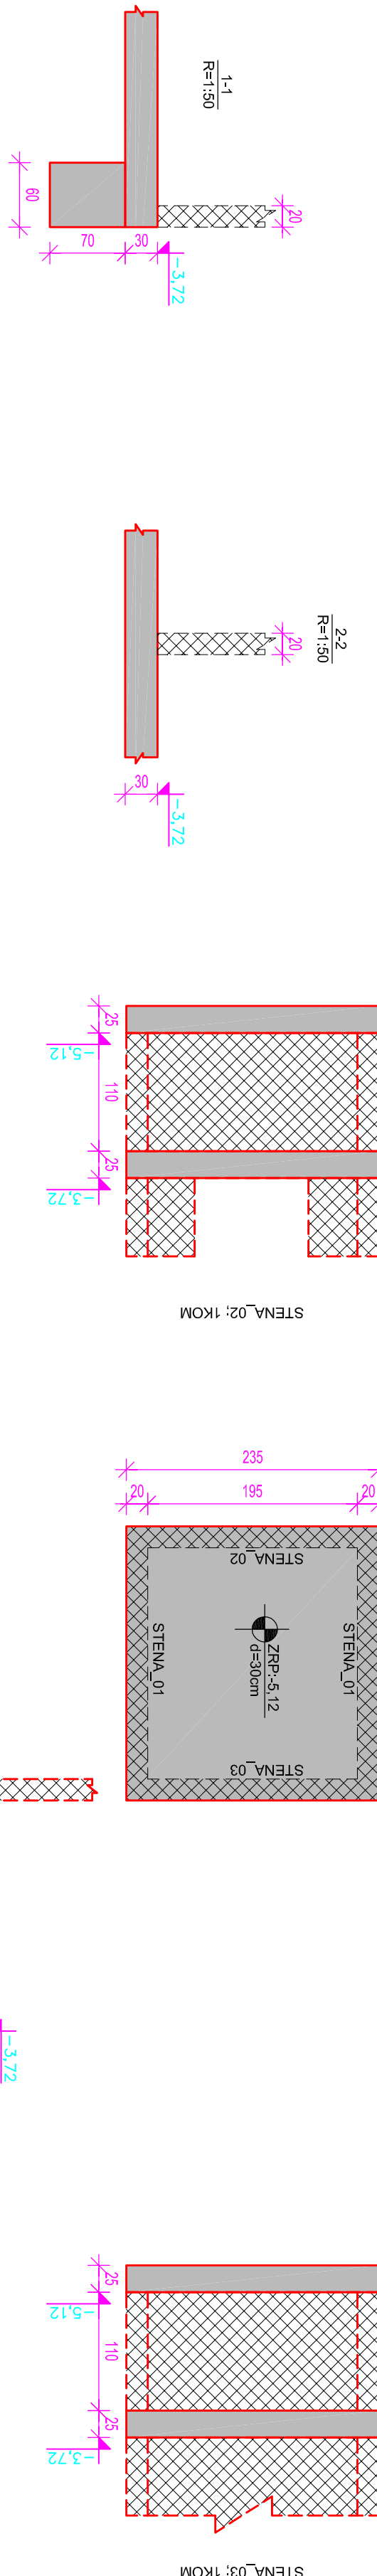 1-1
R=1:50
20
60
70
30
-3,72
2-2
R=1:50
20
30
-3,72
25
-5,12
110
25
-3,72
STENA_02; 1KOM
235
20
195
20
STENA_02
STENA_01
STENA_01
ZRP:-5,12
d=30cm
STENA_03
-3,72
25
-5,12
110
25
-3,72
STENA_03; 1KOM